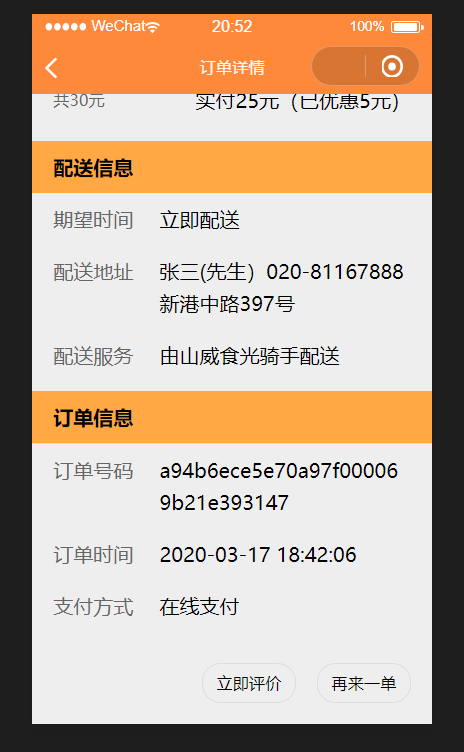 WeChat 20:52 100%
订单详情
共30元 实付25元（已优惠5元）
配送信息
期望时间 立即配送
配送地址 张三(先生) 020-81167888
新港中路397号
配送服务 由山威食光骑手配送
订单信息
订单号码 a94b6ece5e70a97f00006
9b21e393147
订单时间 2020-03-17 18:42:06
支付方式 在线支付
立即评价 再来一单